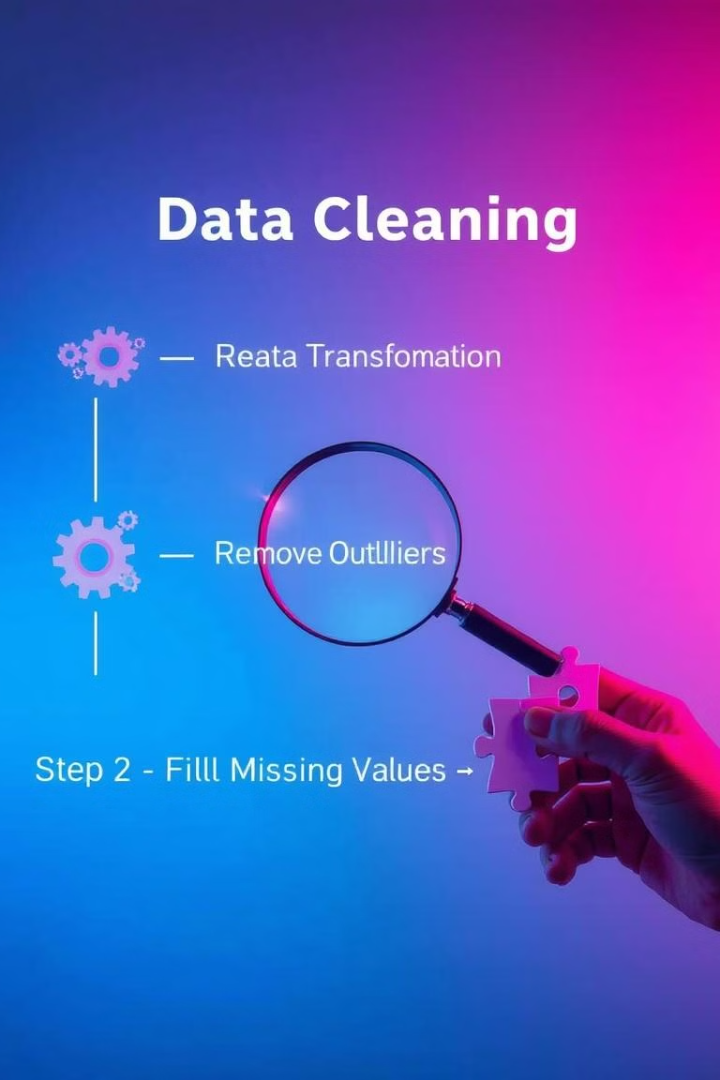 Data Cleaning
Reata Transfomation
Remove Outllliers
Step 2 - Filll Missing Values →